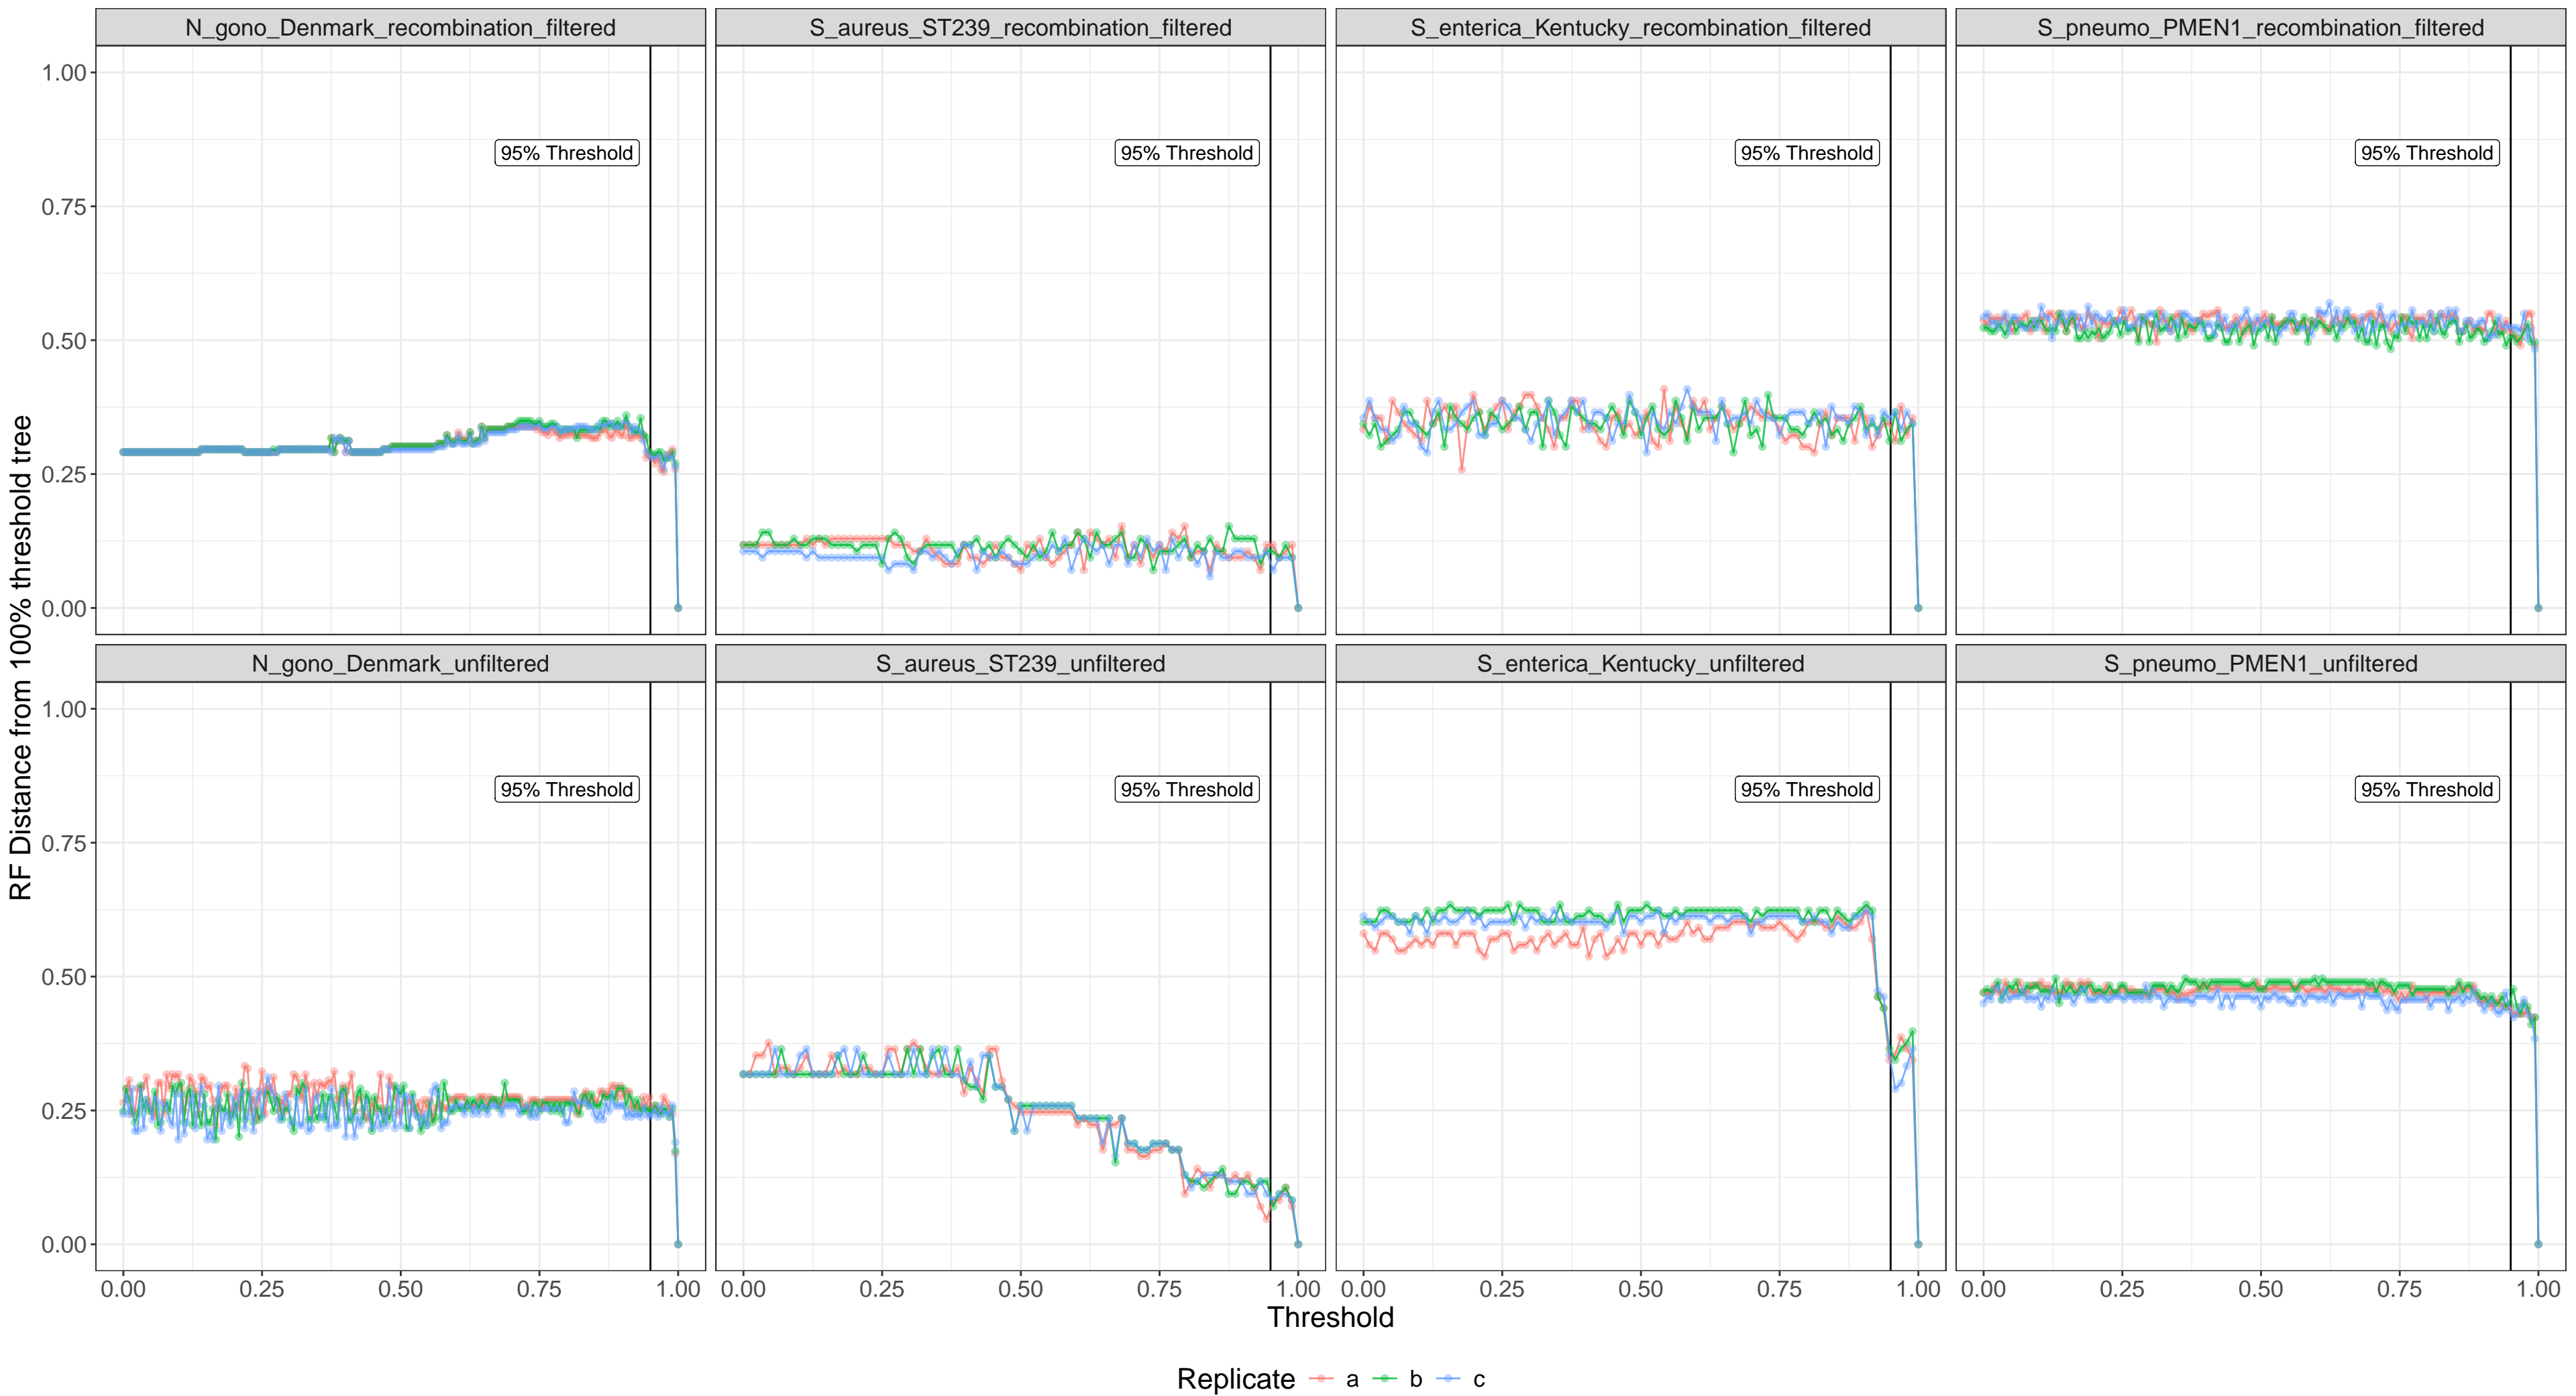 N_gono_Denmark_recombination_filtered
S_aureus_ST239_recombination_filtered
S_enterica_Kentucky_recombination_filtered
S_pneumo_PMEN1_recombination_filtered
1.00
0.75
0.50
0.25
0.00
95% Threshold
95% Threshold
95% Threshold
95% Threshold
RF Distance from 100% threshold tree
N_gono_Denmark_unfiltered
S_aureus_ST239_unfiltered
S_enterica_Kentucky_unfiltered
S_pneumo_PMEN1_unfiltered
1.00
0.75
0.50
0.25
0.00
95% Threshold
95% Threshold
95% Threshold
95% Threshold
0.00 0.25 0.50 0.75 1.00
0.00 0.25 0.50 0.75 1.00
0.00 0.25 0.50 0.75 1.00
0.00 0.25 0.50 0.75 1.00
Threshold
Replicate a b c